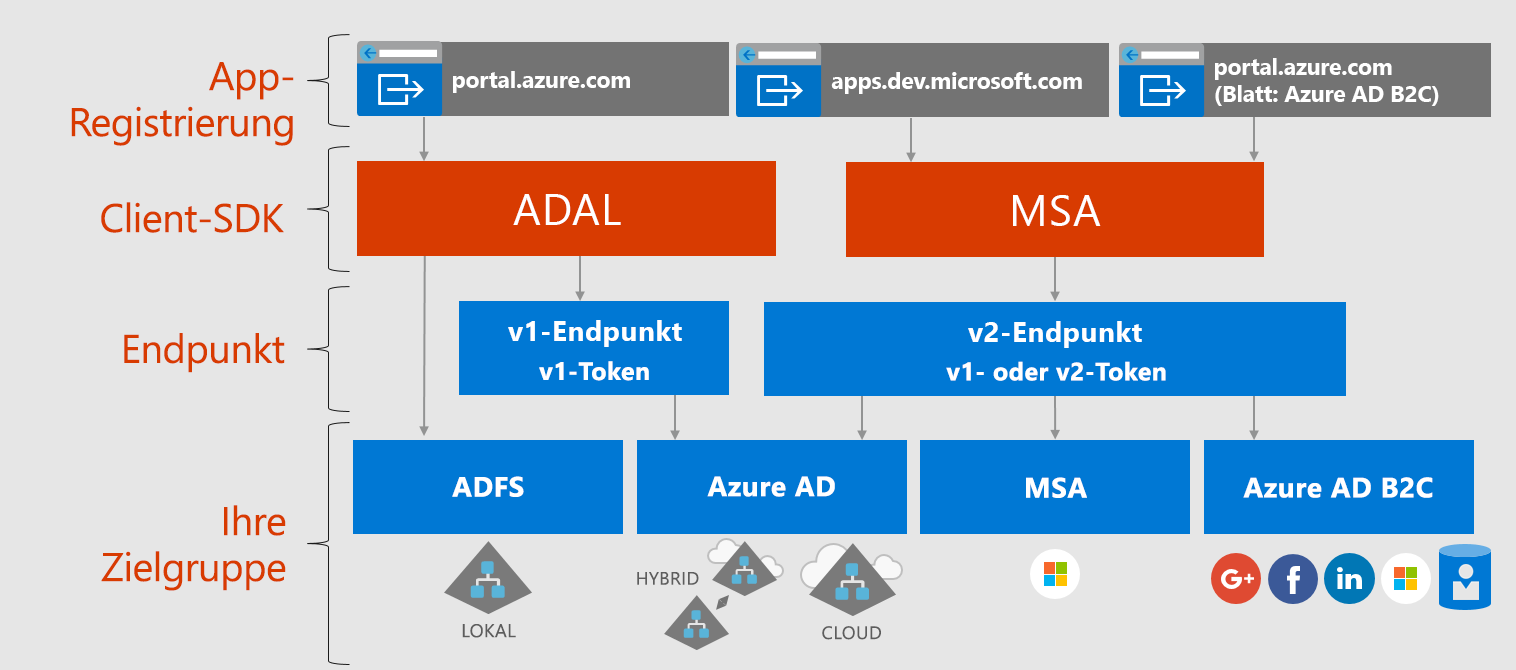 App-
Registrierung
portal.azure.com
apps.dev.microsoft.com
portal.azure.com
(Blatt: Azure AD B2C)
Client-SDK
ADAL
MSA
Endpunkt
v1-Endpunkt
v1-Token
v2-Endpunkt
v1- oder v2-Token
Ihre
Zielgruppe
ADFS
Azure AD
MSA
Azure AD B2C
LOKAL
HYBRID
CLOUD
G+
f
in